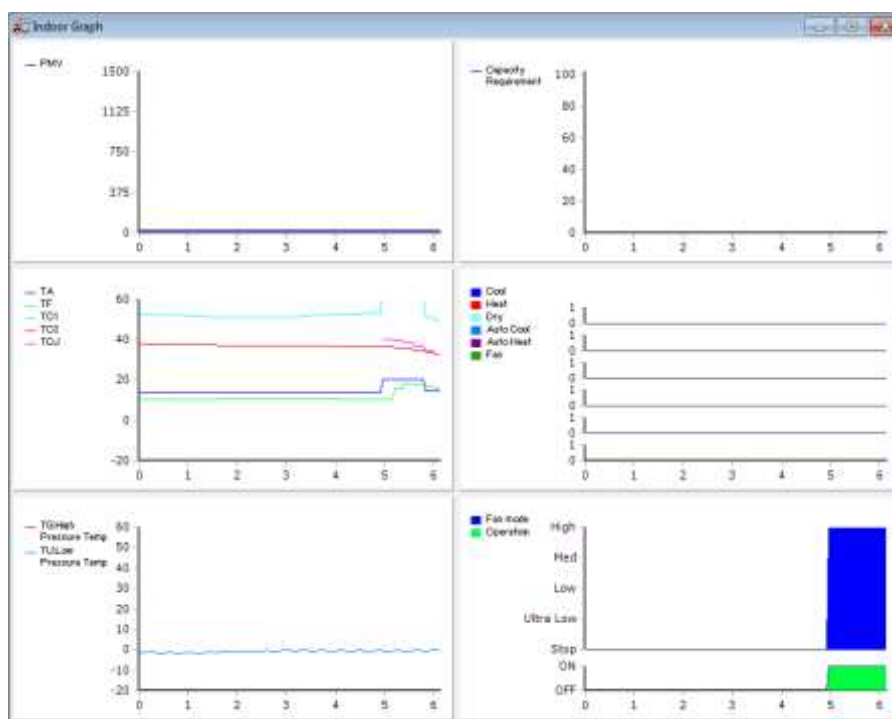 Indoor Graph
PMV
1500
1125
750
375
0
0 1 2 3 4 5 6
Capacity
Requirement
100
80
60
40
20
0
0 1 2 3 4 5 6
TA
TF
TC1
TC2
TCJ
60
40
20
0
-20
0 1 2 3 4 5 6
Cool
Heat
Dry
Auto Cool
Auto Heat
Fan
1
0
1
0
1
0
1
0
1
0
1
0
0 1 2 3 4 5 6
TG(High
Pressure Temp
TU(Low
Pressure Temp
60
50
40
30
20
10
0
-10
-20
0 1 2 3 4 5 6
Fan mode
Operation
High
Med
Low
Ultra Low
Stop
ON
OFF
0 1 2 3 4 5 6